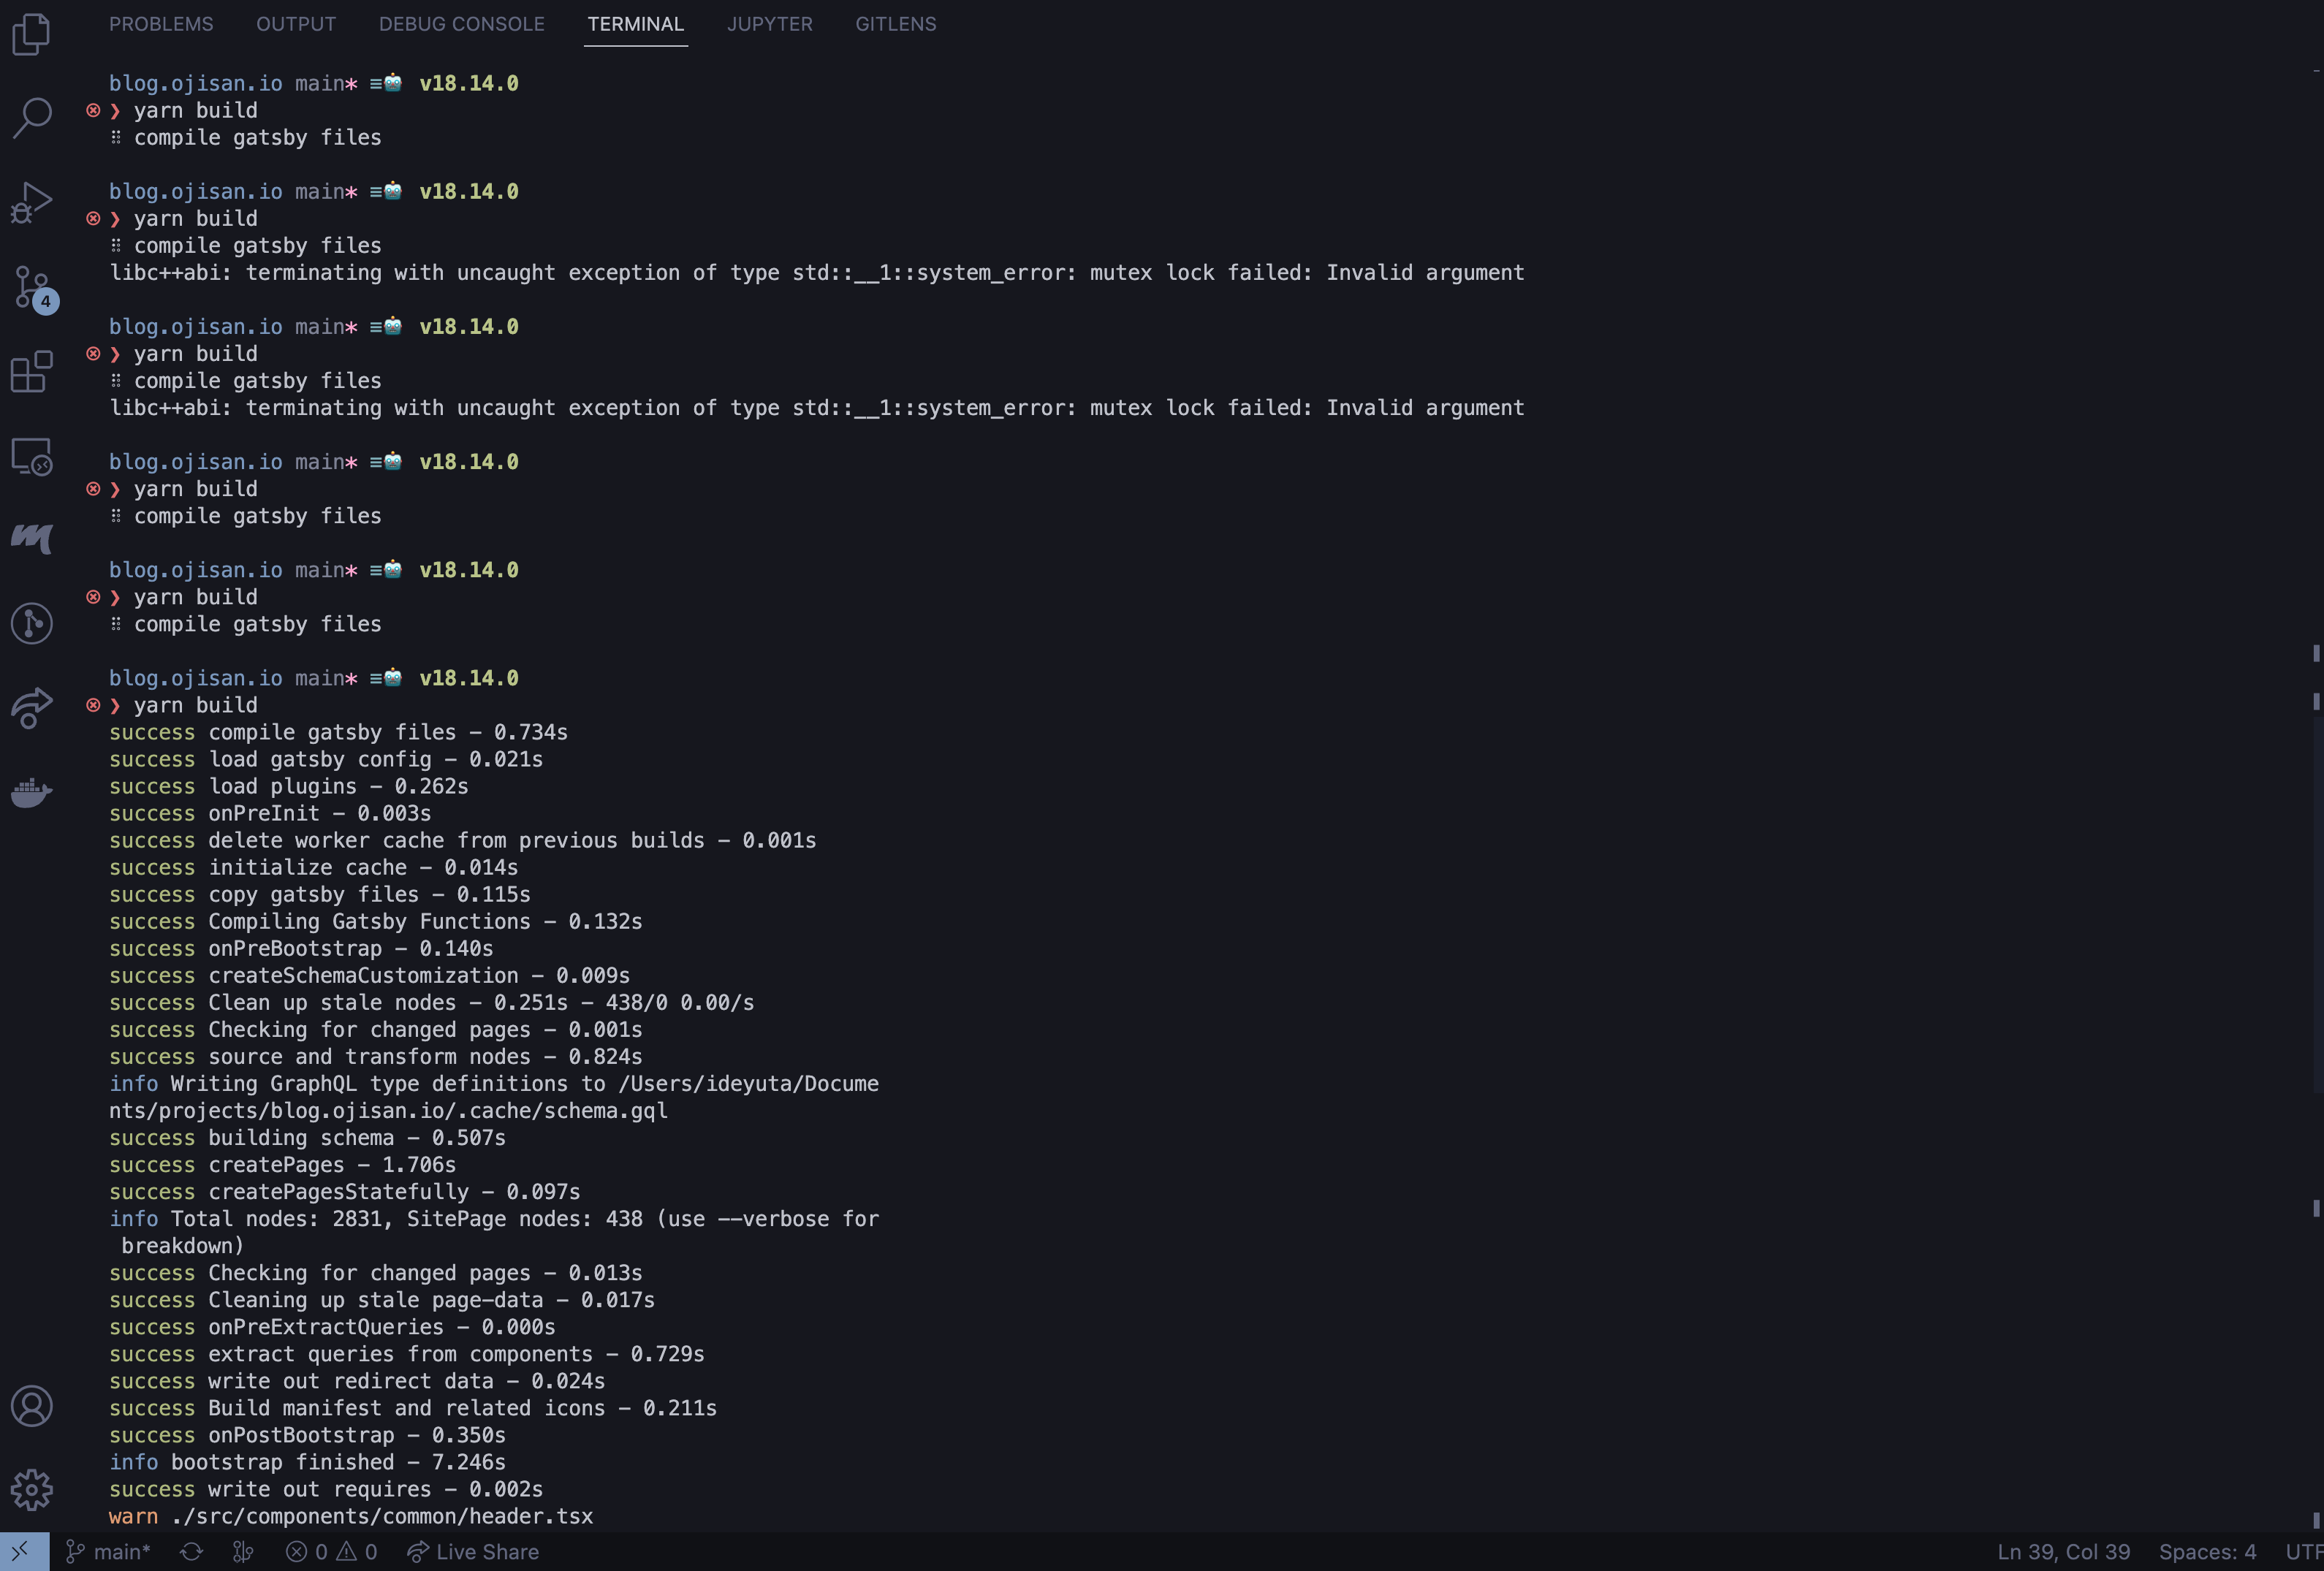 PROBLEMS OUTPUT DEBUG CONSOLE TERMINAL JUPYTER GITLENS
blog.ojisan.io main* ≡🤖 v18.14.0
❯ yarn build
⠿ compile gatsby files
blog.ojisan.io main* ≡🤖 v18.14.0
❯ yarn build
⠿ compile gatsby files
libc++abi: terminating with uncaught exception of type std::__1::system_error: mutex lock failed: Invalid argument
blog.ojisan.io main* ≡🤖 v18.14.0
❯ yarn build
⠿ compile gatsby files
libc++abi: terminating with uncaught exception of type std::__1::system_error: mutex lock failed: Invalid argument
blog.ojisan.io main* ≡🤖 v18.14.0
❯ yarn build
⠿ compile gatsby files
blog.ojisan.io main* ≡🤖 v18.14.0
❯ yarn build
⠿ compile gatsby files
blog.ojisan.io main* ≡🤖 v18.14.0
❯ yarn build
success compile gatsby files - 0.734s
success load gatsby config - 0.021s
success load plugins - 0.262s
success onPreInit - 0.003s
success delete worker cache from previous builds - 0.001s
success initialize cache - 0.014s
success copy gatsby files - 0.115s
success Compiling Gatsby Functions - 0.132s
success onPreBootstrap - 0.140s
success createSchemaCustomization - 0.009s
success Clean up stale nodes - 0.251s - 438/0 0.00/s
success Checking for changed pages - 0.001s
success source and transform nodes - 0.824s
info Writing GraphQL type definitions to /Users/ideyuta/Docume
nts/projects/blog.ojisan.io/.cache/schema.gql
success building schema - 0.507s
success createPages - 1.706s
success createPagesStatefully - 0.097s
info Total nodes: 2831, SitePage nodes: 438 (use --verbose for
breakdown)
success Checking for changed pages - 0.013s
success Cleaning up stale page-data - 0.017s
success onPreExtractQueries - 0.000s
success extract queries from components - 0.729s
success write out redirect data - 0.024s
success Build manifest and related icons - 0.211s
success onPostBootstrap - 0.350s
info bootstrap finished - 7.246s
success write out requires - 0.002s
warn ./src/components/common/header.tsx
4
main* 0 0 Live Share Ln 39, Col 39 Spaces: 4 UTF